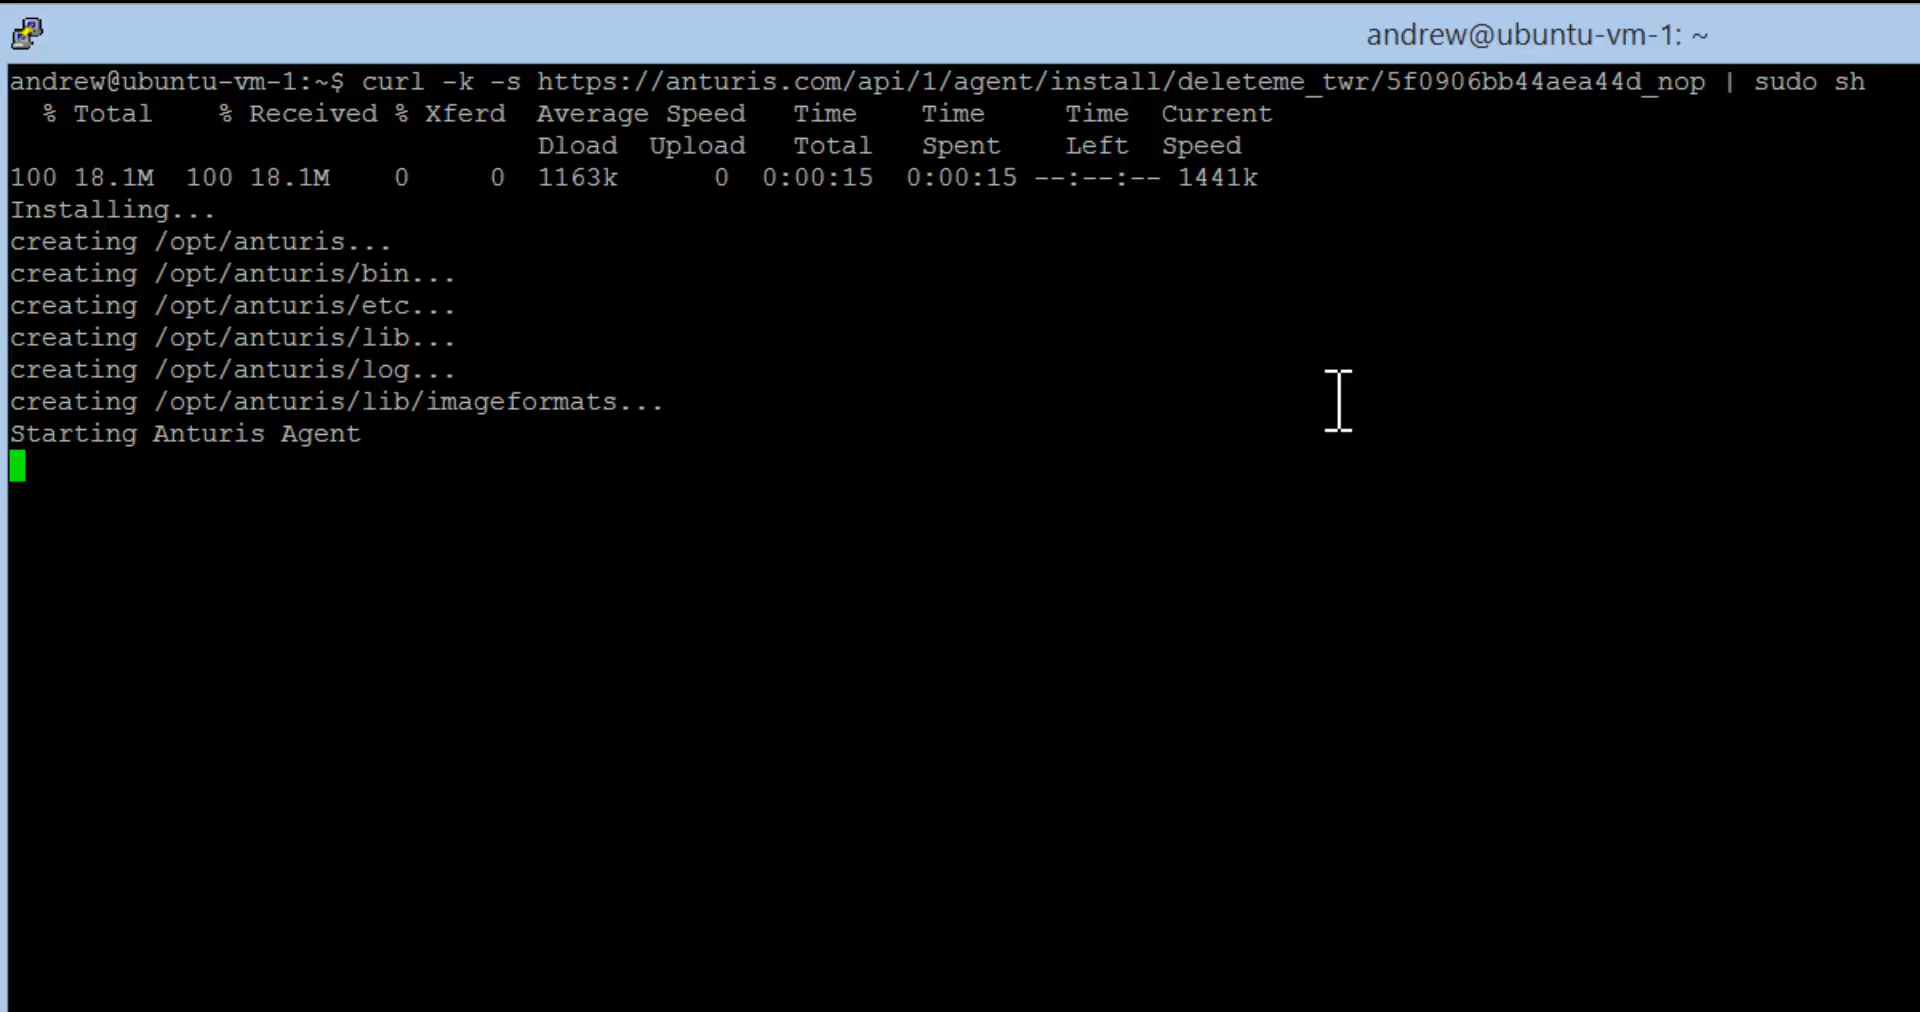 andrew@ubuntu-vm-1: ~
andrew@ubuntu-vm-1:~$ curl -k -s https://anturis.com/api/1/agent/install/deleteme_twr/5f0906bb44aea44d_nop | sudo sh
  % Total    % Received % Xferd  Average Speed   Time    Time     Time  Current
                                 Dload  Upload   Total   Spent    Left  Speed
100 18.1M  100 18.1M    0     0  1163k      0  0:00:15  0:00:15 --:--:-- 1441k
Installing...
creating /opt/anturis...
creating /opt/anturis/bin...
creating /opt/anturis/etc...
creating /opt/anturis/lib...
creating /opt/anturis/log...
creating /opt/anturis/lib/imageformats...
Starting Anturis Agent